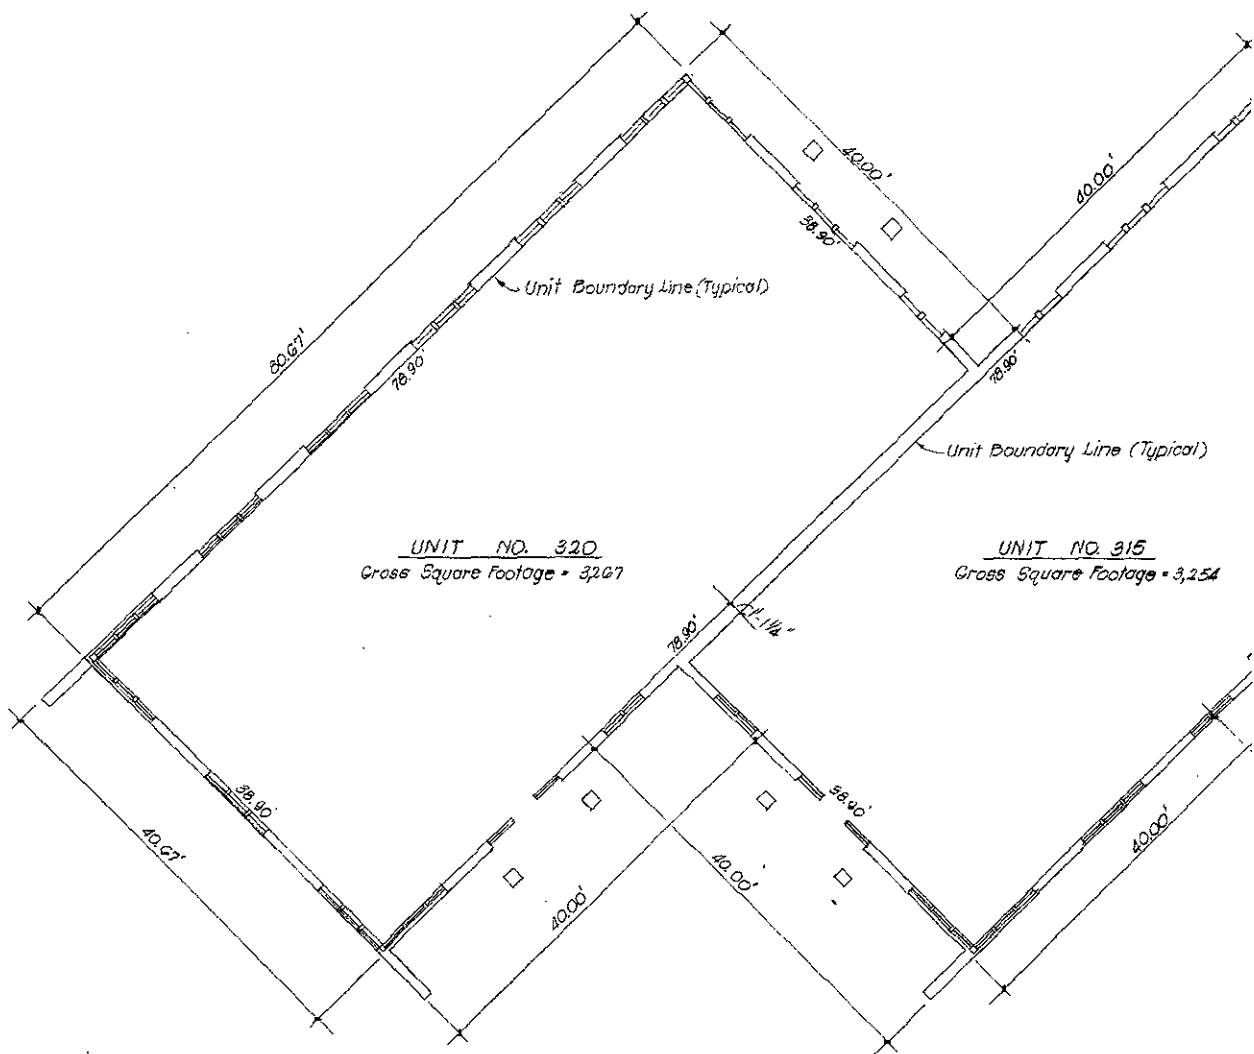 40.00'
40.00'
38.90'
Unit Boundary Line (Typical)
80.67'
78.90'
78.90'
Unit Boundary Line (Typical)
UNIT NO. 320
Gross Square Footage = 3,267
UNIT NO. 315
Gross Square Footage = 3,254
78.90'
38.90'
38.90'
40.67'
40.00'
40.00'
40.00'